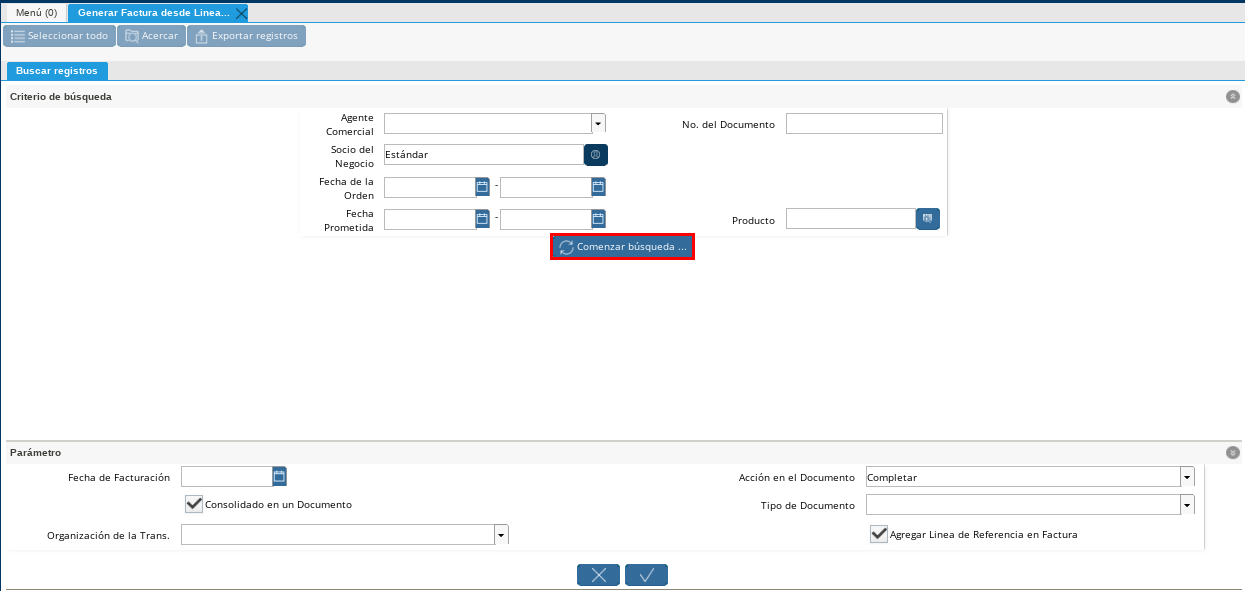 Menú (0)
Generar Factura desde Linea...
Seleccionar todo
Acercar
Exportar registros
Buscar registros
Criterio de búsqueda
Agente
Comercial
No. del Documento
Socio del
Negocio
Estándar
Fecha de la
Orden
-
Fecha
Prometida
-
Producto
Comenzar búsqueda ...
Parámetro
Fecha de Facturación
Acción en el Documento
Completar
Consolidado en un Documento
Tipo de Documento
Organización de la Trans.
Agregar Linea de Referencia en Factura